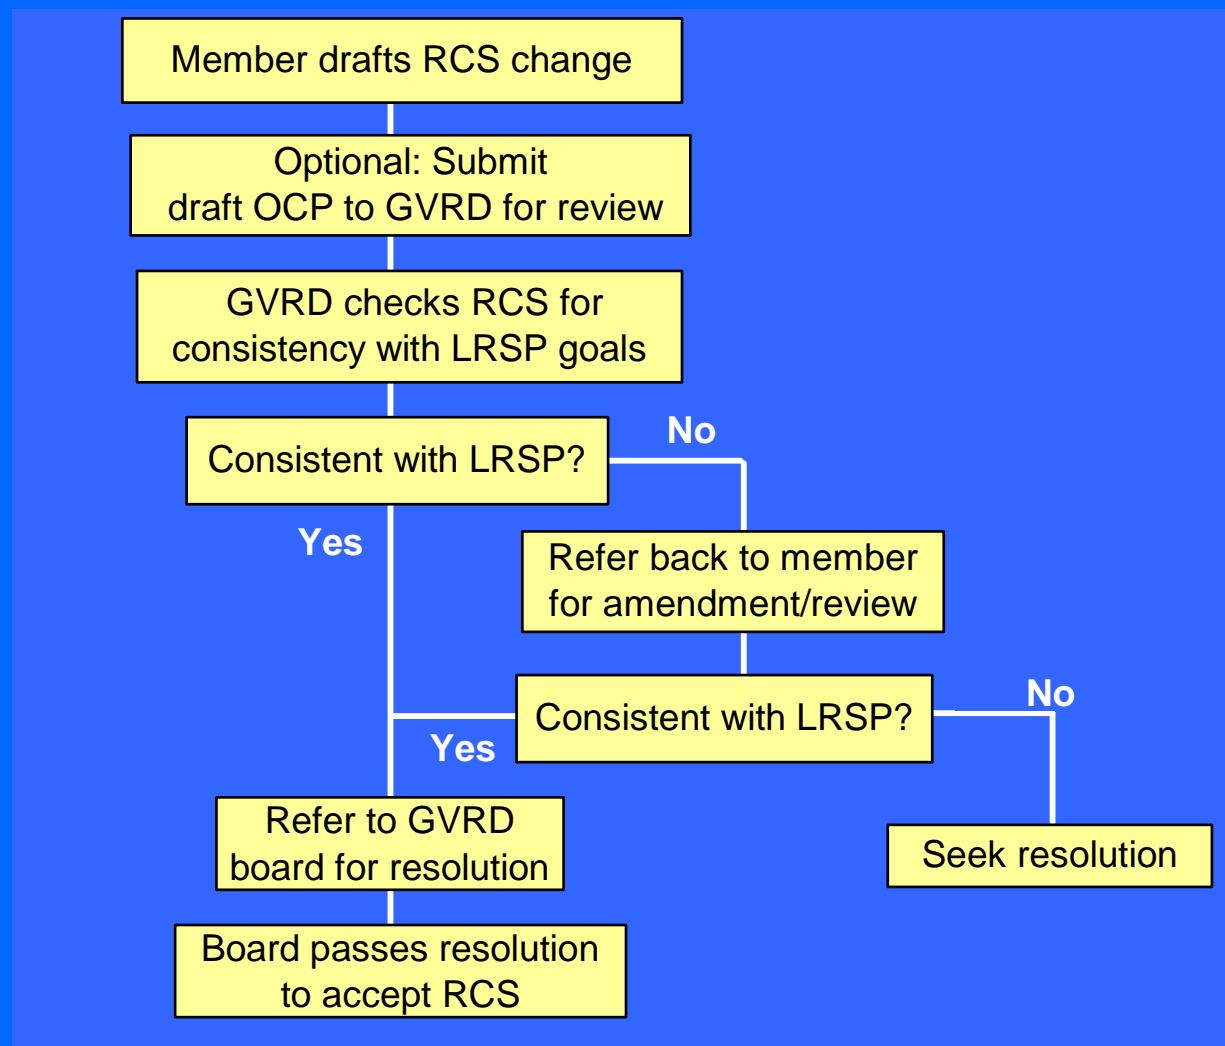 Member drafts RCS change
Optional: Submit
draft OCP to GVRD for review
GVRD checks RCS for
consistency with LRSP goals
Consistent with LRSP?
No
Yes
Refer back to member
for amendment/review
Consistent with LRSP?
No
Yes
Refer to GVRD
board for resolution
Seek resolution
Board passes resolution
to accept RCS